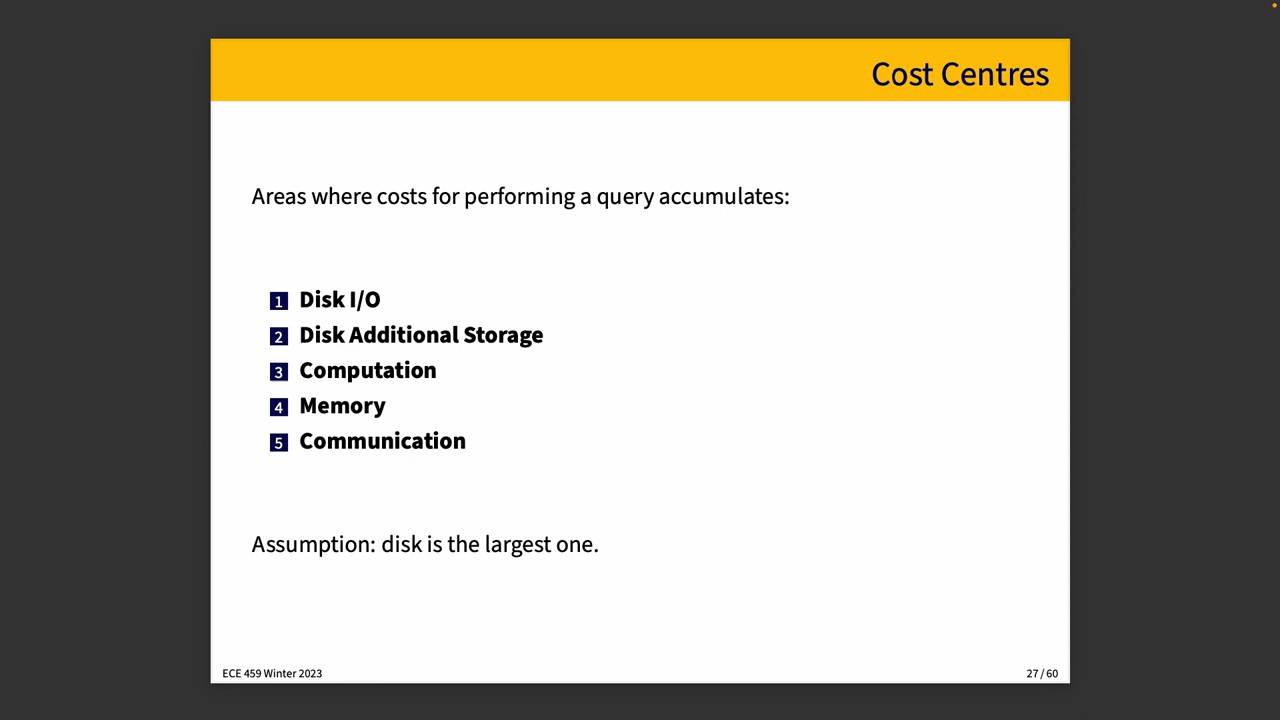 Cost Centres
Areas where costs for performing a query accumulates:
1 Disk I/O
2 Disk Additional Storage
3 Computation
4 Memory
5 Communication
Assumption: disk is the largest one.
ECE 459 Winter 2023
27 / 60